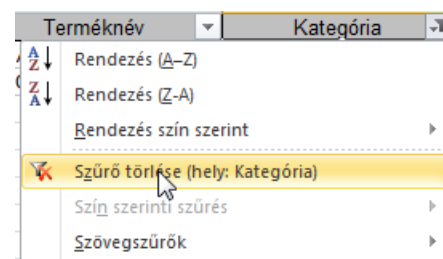 Terméknév Kategória
Rendezés (A–Z)
Rendezés (Z-A)
Rendezés szín szerint
Szűrő törlése (hely: Kategória)
Szín szerinti szűrés
Szövegszűrők